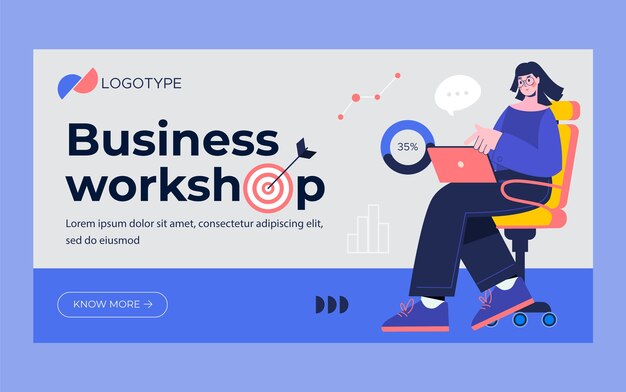 LOGOTYPE
Business
workshop
Lorem ipsum dolor sit amet, consectetur adipiscing elit,
sed do eiusmod
KNOW MORE
35%